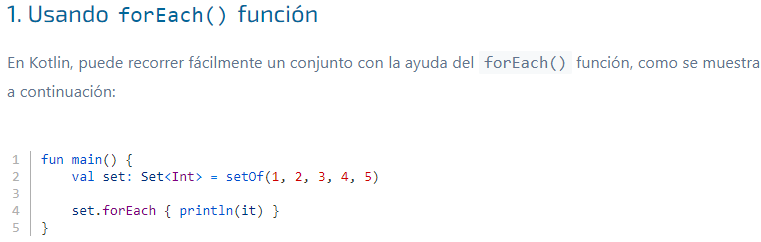 1. Usando forEach() función
En Kotlin, puede recorrer fácilmente un conjunto con la ayuda del forEach() función, como se muestra
a continuación:
1 fun main() {
2     val set: Set<Int> = setOf(1, 2, 3, 4, 5)
3
4     set.forEach { println(it) }
5 }